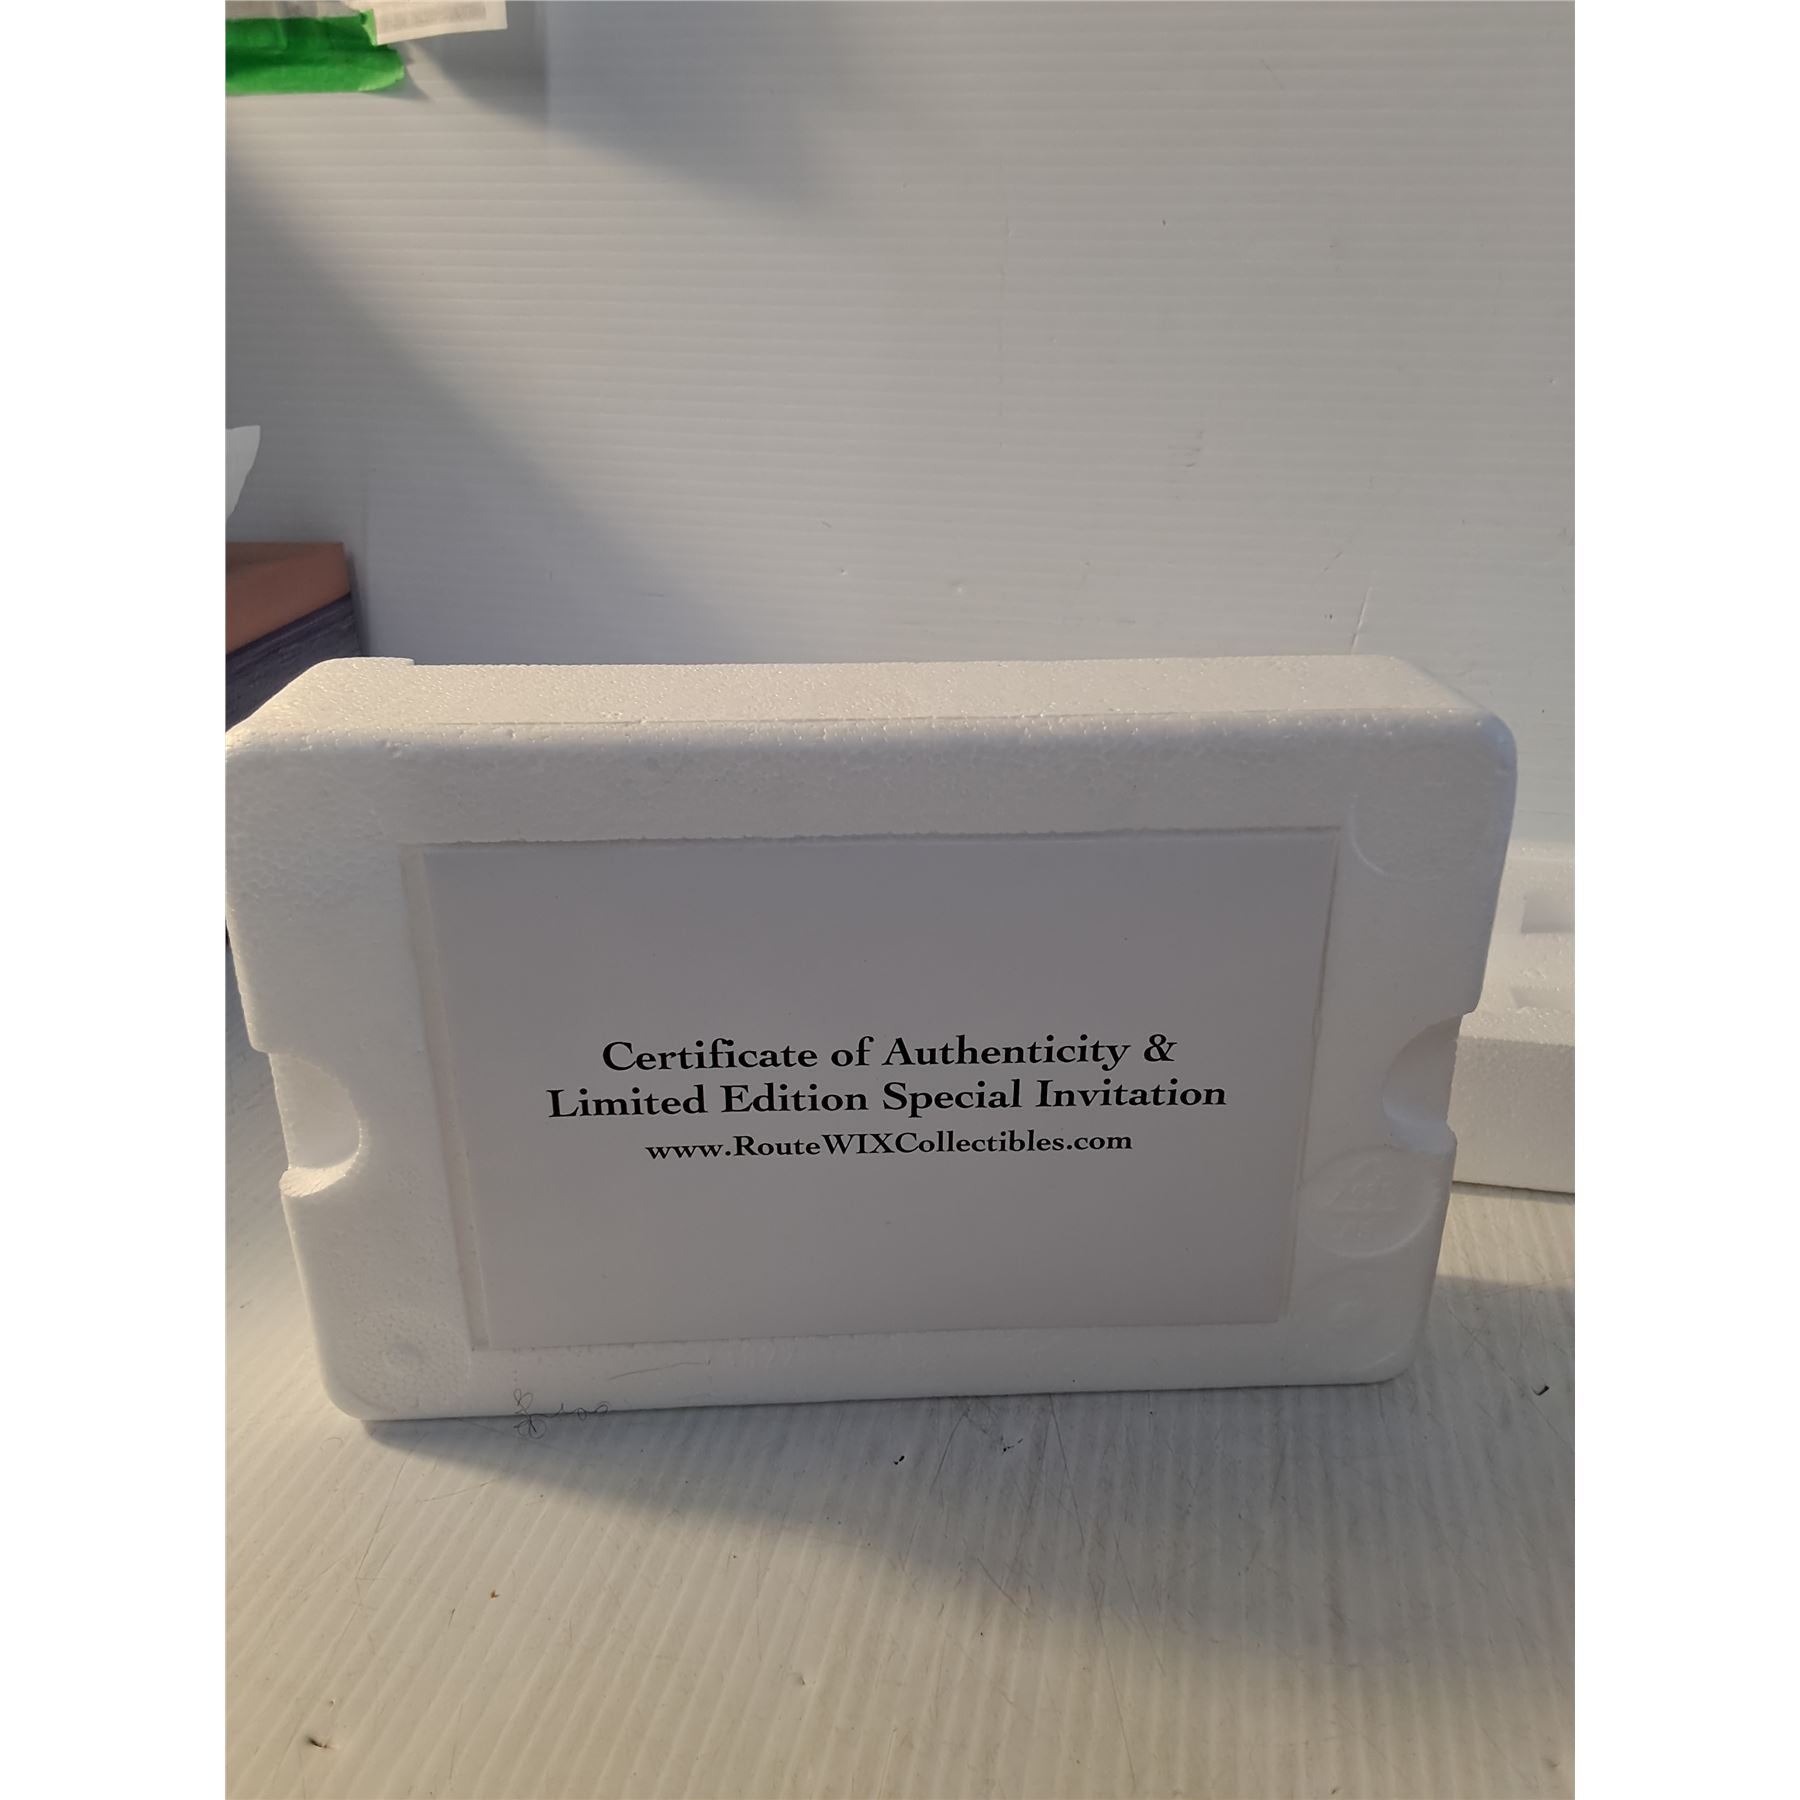 Certificate of Authenticity &
Limited Edition Special Invitation
www.RouteWIXCollectibles.com